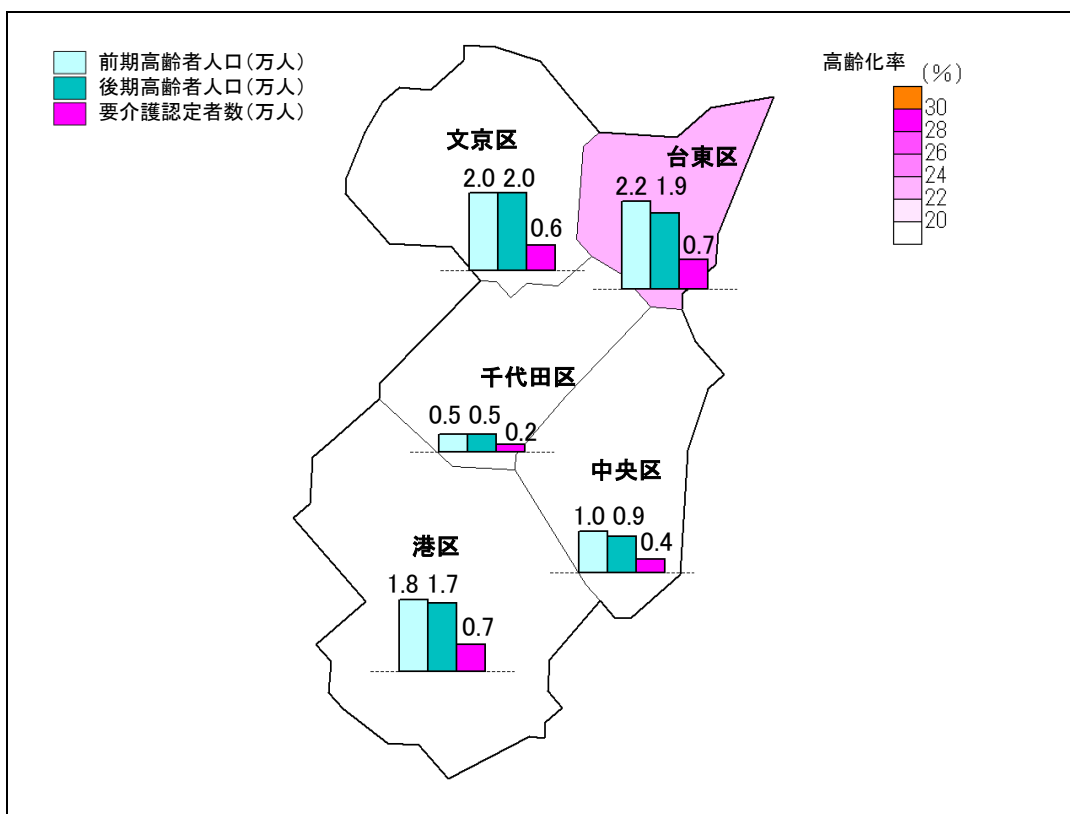 前期高齢者人口(万人)
後期高齢者人口(万人)
要介護認定者数(万人)
高齢化率
(%)
30
28
26
24
22
20
文京区
2.0 2.0
0.6
台東区
2.2 1.9
0.7
千代田区
0.5 0.5
0.2
中央区
1.0 0.9
0.4
港区
1.8 1.7
0.7